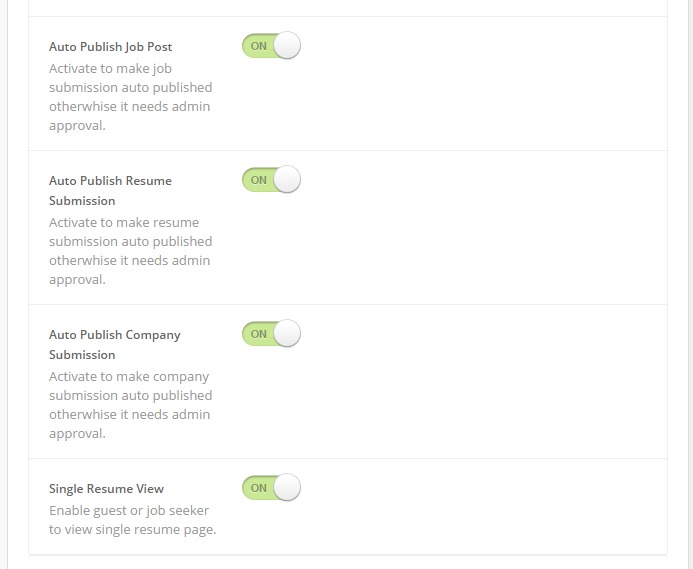 Auto Publish Job Post
ON
Activate to make job
submission auto published
otherwhise it needs admin
approval.
Auto Publish Resume
Submission
ON
Activate to make resume
submission auto published
otherwhise it needs admin
approval.
Auto Publish Company
Submission
ON
Activate to make company
submission auto published
otherwhise it needs admin
approval.
Single Resume View
ON
Enable guest or job seeker
to view single resume page.